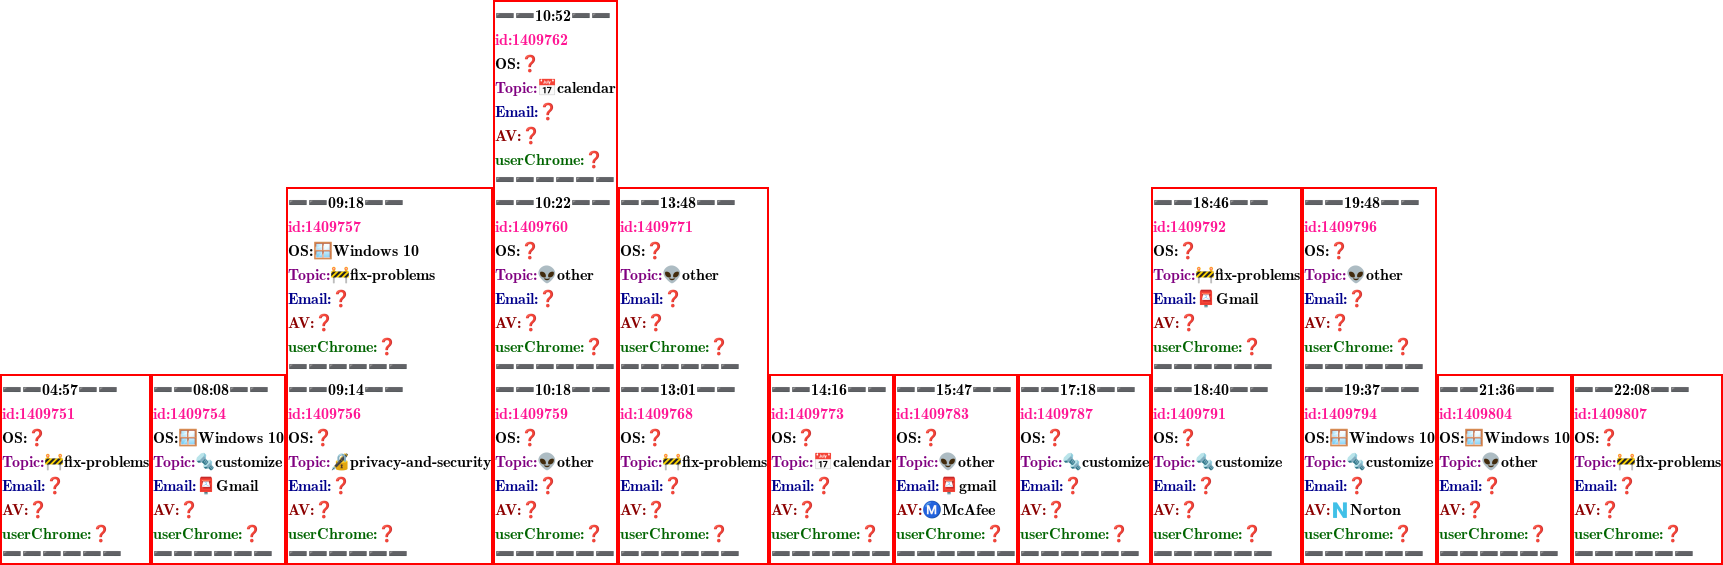 ➖➖10:52➖➖
id:1409762
OS:❓
Topic:📅calendar
Email:❓
AV:❓
userChrome:❓
➖➖➖➖➖➖
➖➖09:18➖➖
id:1409757
OS:🪟Windows 10
Topic:🚧fix-problems
Email:❓
AV:❓
userChrome:❓
➖➖➖➖➖➖
➖➖10:22➖➖
id:1409760
OS:❓
Topic:👽other
Email:❓
AV:❓
userChrome:❓
➖➖➖➖➖➖
➖➖13:48➖➖
id:1409771
OS:❓
Topic:👽other
Email:❓
AV:❓
userChrome:❓
➖➖➖➖➖➖
➖➖18:46➖➖
id:1409792
OS:❓
Topic:🚧fix-problems
Email:📮Gmail
AV:❓
userChrome:❓
➖➖➖➖➖➖
➖➖19:48➖➖
id:1409796
OS:❓
Topic:👽other
Email:❓
AV:❓
userChrome:❓
➖➖➖➖➖➖
➖➖04:57➖➖
id:1409751
OS:❓
Topic:🚧fix-problems
Email:❓
AV:❓
userChrome:❓
➖➖➖➖➖➖
➖➖08:08➖➖
id:1409754
OS:🪟Windows 10
Topic:🔩customize
Email:📮Gmail
AV:❓
userChrome:❓
➖➖➖➖➖➖
➖➖09:14➖➖
id:1409756
OS:❓
Topic:🔏privacy-and-security
Email:❓
AV:❓
userChrome:❓
➖➖➖➖➖➖
➖➖10:18➖➖
id:1409759
OS:❓
Topic:👽other
Email:❓
AV:❓
userChrome:❓
➖➖➖➖➖➖
➖➖13:01➖➖
id:1409768
OS:❓
Topic:🚧fix-problems
Email:❓
AV:❓
userChrome:❓
➖➖➖➖➖➖
➖➖14:16➖➖
id:1409773
OS:❓
Topic:📅calendar
Email:❓
AV:❓
userChrome:❓
➖➖➖➖➖➖
➖➖15:47➖➖
id:1409783
OS:❓
Topic:👽other
Email:📮gmail
AV:Ⓜ️McAfee
userChrome:❓
➖➖➖➖➖➖
➖➖17:18➖➖
id:1409787
OS:❓
Topic:🔩customize
Email:❓
AV:❓
userChrome:❓
➖➖➖➖➖➖
➖➖18:40➖➖
id:1409791
OS:❓
Topic:🔩customize
Email:❓
AV:❓
userChrome:❓
➖➖➖➖➖➖
➖➖19:37➖➖
id:1409794
OS:🪟Windows 10
Topic:🔩customize
Email:❓
AV:🇳Norton
userChrome:❓
➖➖➖➖➖➖
➖➖21:36➖➖
id:1409804
OS:🪟Windows 10
Topic:👽other
Email:❓
AV:❓
userChrome:❓
➖➖➖➖➖➖
➖➖22:08➖➖
id:1409807
OS:❓
Topic:🚧fix-problems
Email:❓
AV:❓
userChrome:❓
➖➖➖➖➖➖